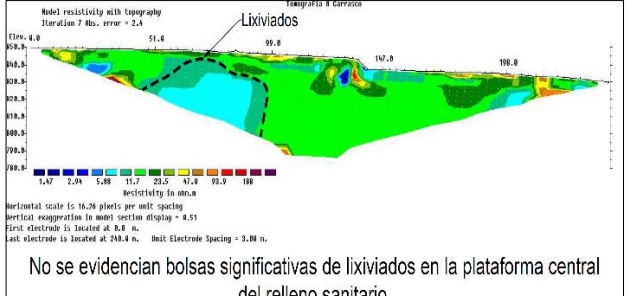 Tomografia 8 Carrasco
Model resistivity with topography
Iteration 7 Abs. error = 2.4
Lixiviados
Elev. 0.0 51.0 99.0 147.0 198.0
850.0
840.0
830.0
820.0
810.0
800.0
790.0
780.0
1.47 2.94 5.88 11.7 23.5 47.0 93.9 188
Resistivity in ohm.m
Horizontal scale is 16.26 pixels per unit spacing
Vertical exaggeration in model section display = 0.51
First electrode is located at 0.0 m.
Last electrode is located at 240.0 m. Unit Electrode Spacing = 3.00 m.
No se evidencian bolsas significativas de lixiviados en la plataforma central
del relleno sanitario